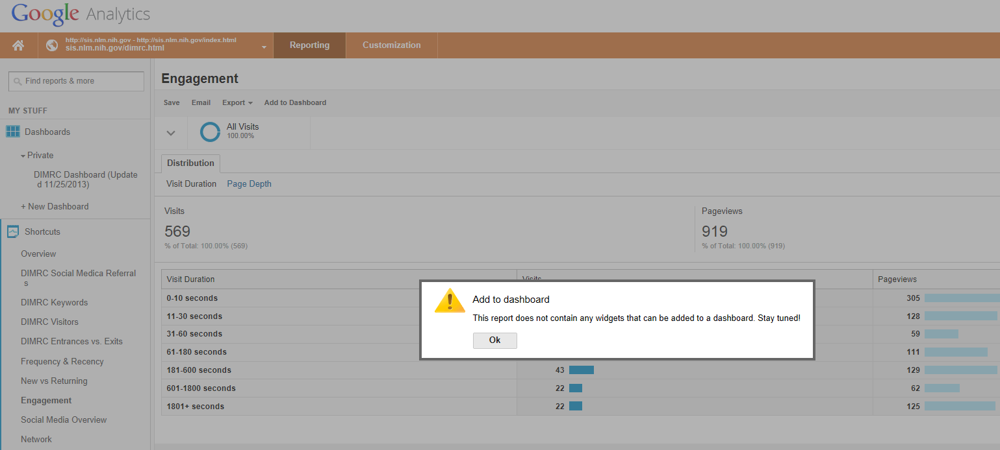 Google Analytics
http://sis.nlm.nih.gov - http://sis.nlm.nih.gov/index.html
sis.nlm.nih.gov/dimrc.html
Reporting
Customization
Find reports & more
MY STUFF
Dashboards
Private
DIMRC Dashboard (Update
d 11/25/2013)
+ New Dashboard
Shortcuts
Overview
DIMRC Social Medica Referral
s
DIMRC Keywords
DIMRC Visitors
DIMRC Entrances vs. Exits
Frequency & Recency
New vs Returning
Engagement
Social Media Overview
Network
Engagement
Save Email Export Add to Dashboard
All Visits
100.00%
Distribution
Visit Duration Page Depth
Visits
569
% of Total: 100.00% (569)
Pageviews
919
% of Total: 100.00% (919)
Visit Duration Visits Pageviews
0-10 seconds 305
11-30 seconds 128
31-60 seconds 59
61-180 seconds 111
181-600 seconds 43 129
601-1800 seconds 22 62
1801+ seconds 22 125
Add to dashboard
This report does not contain any widgets that can be added to a dashboard. Stay tuned!
Ok